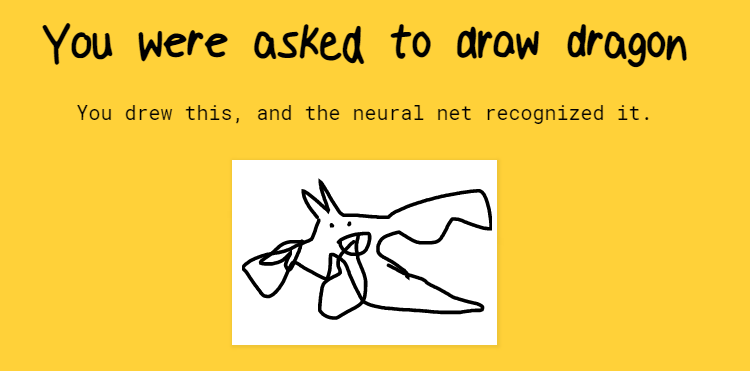 You were asked to draw dragon
You drew this, and the neural net recognized it.